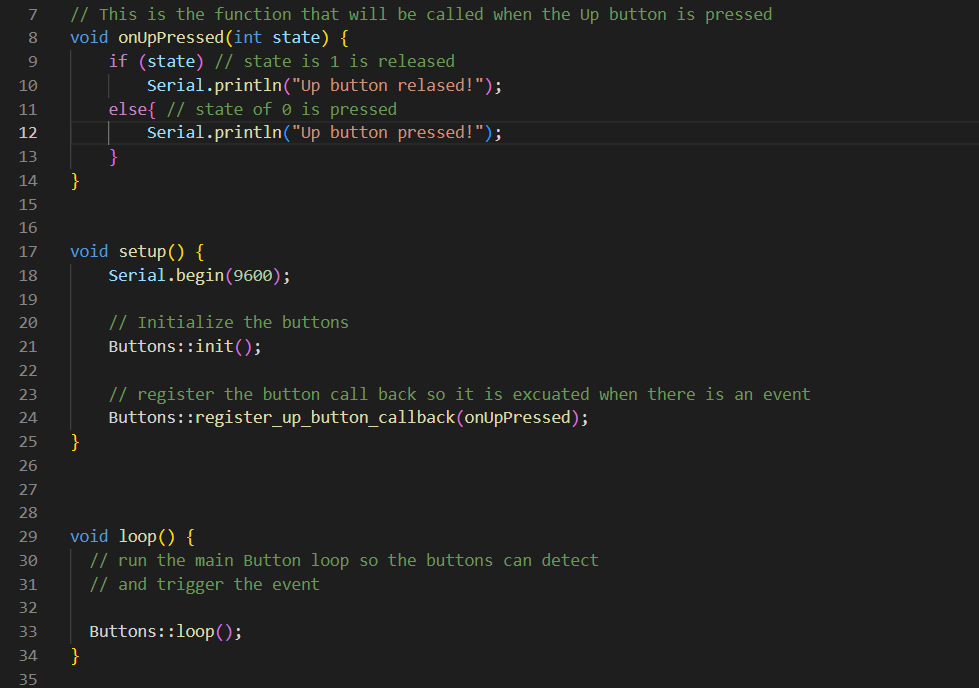 7 // This is the function that will be called when the Up button is pressed
8 void onUpPressed(int state) {
9     if (state) // state is 1 is released
10         Serial.println("Up button relased!");
11     else{ // state of 0 is pressed
12         Serial.println("Up button pressed!");
13     }
14 }
15
16
17 void setup() {
18     Serial.begin(9600);
19
20     // Initialize the buttons
21     Buttons::init();
22
23     // register the button call back so it is excuated when there is an event
24     Buttons::register_up_button_callback(onUpPressed);
25 }
26
27
28
29 void loop() {
30   // run the main Button loop so the buttons can detect
31   // and trigger the event
32
33   Buttons::loop();
34 }
35